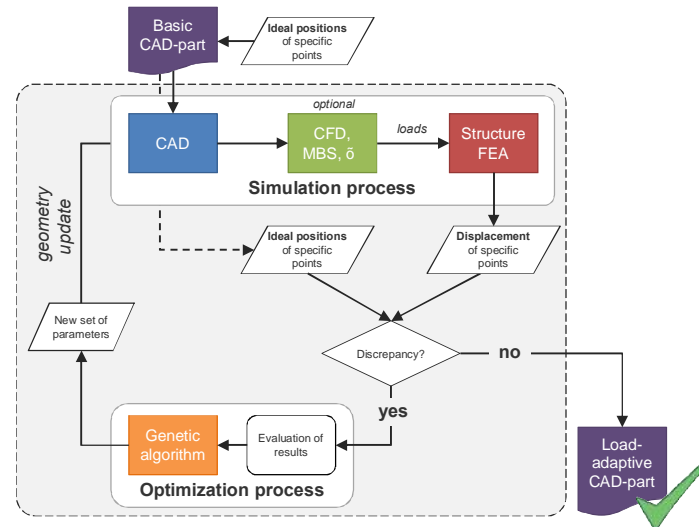 Basic
CAD-part
Ideal positions
of specific
points
optional
CAD
CFD,
MBS, õ
loads
Structure
FEA
Simulation process
geometry
update
Ideal positions
of specific
points
Displacement
of specific
points
New set of
parameters
Discrepancy?
no
yes
Genetic
algorithm
Evaluation of
results
Optimization process
Load-
adaptive
CAD-part